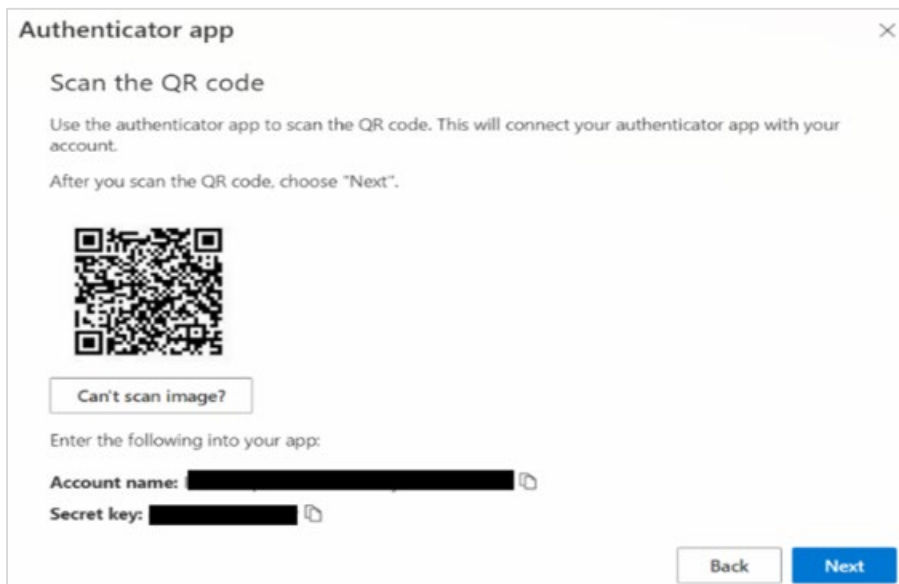 Authenticator app
Scan the QR code
Use the authenticator app to scan the QR code. This will connect your authenticator app with your
account.
After you scan the QR code, choose "Next".
Can't scan image?
Enter the following into your app:
Account name:
Secret key:
Back
Next